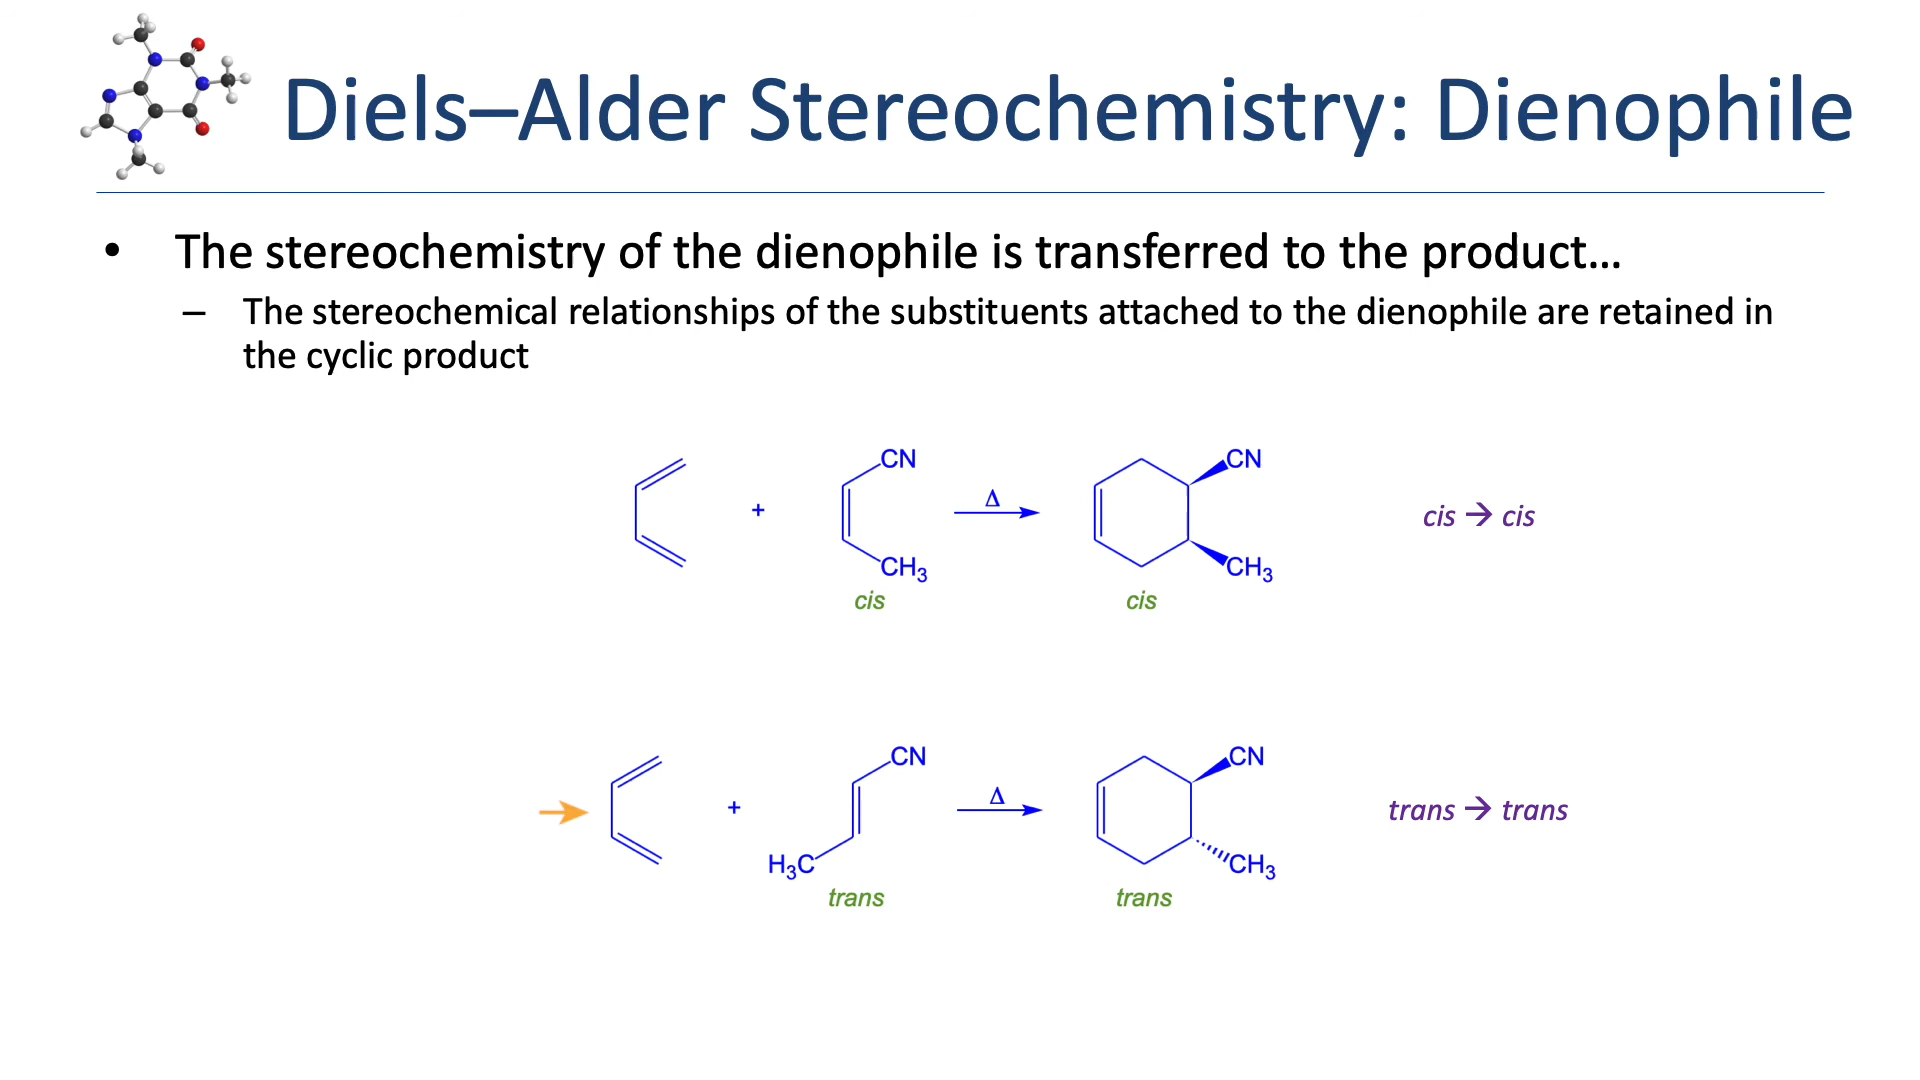 Diels–Alder Stereochemistry: Dienophile
• The stereochemistry of the dienophile is transferred to the product…
– The stereochemical relationships of the substituents attached to the dienophile are retained in
the cyclic product
+ CN CH₃ Δ CN CH₃
cis → cis
cis cis
+ CN H₃C Δ CN CH₃
trans → trans
trans trans